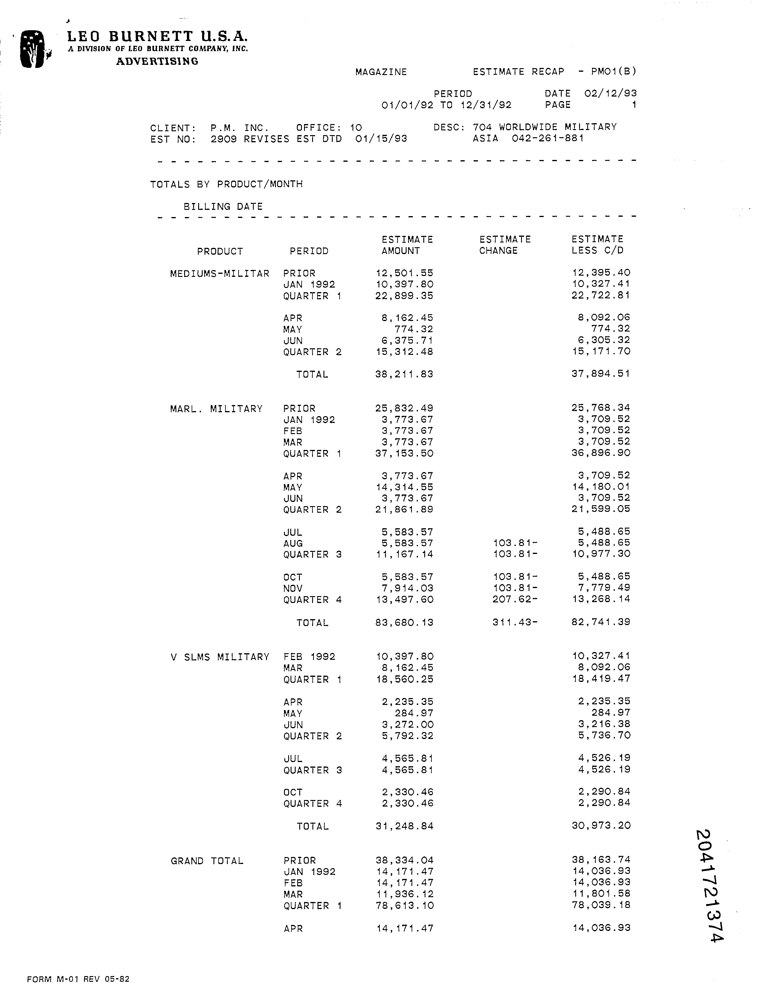 LEO BURNETT U.S.A.
A DIVISION OF LEO BURNETT COMPANY, INC.
ADVERTISING
MAGAZINE ESTIMATE RECAP - PM01(B)
PERIOD DATE 02/12/93
01/01/92 TO 12/31/92 PAGE 1
CLIENT: P.M. INC. OFFICE: 10 DESC: 704 WORLDWIDE MILITARY
EST NO: 2909 REVISES EST DTD 01/15/93 ASIA 042-261-881
- - - - - - - - - - - - - - - - - - - - - - - - - - - - - - - - - - - - -
TOTALS BY PRODUCT/MONTH
BILLING DATE
- - - - - - - - - - - - - - - - - - - - - - - - - - - - - - - - - - - - -
ESTIMATE ESTIMATE ESTIMATE
PRODUCT PERIOD AMOUNT CHANGE LESS C/D
MEDIUMS-MILITAR PRIOR 12,501.55 12,395.40
JAN 1992 10,397.80 10,327.41
QUARTER 1 22,899.35 22,722.81
APR 8,162.45 8,092.06
MAY 774.32 774.32
JUN 6,375.71 6,305.32
QUARTER 2 15,312.48 15,171.70
TOTAL 38,211.83 37,894.51
MARL. MILITARY PRIOR 25,832.49 25,768.34
JAN 1992 3,773.67 3,709.52
FEB 3,773.67 3,709.52
MAR 3,773.67 3,709.52
QUARTER 1 37,153.50 36,896.90
APR 3,773.67 3,709.52
MAY 14,314.55 14,180.01
JUN 3,773.67 3,709.52
QUARTER 2 21,861.89 21,599.05
JUL 5,583.57 5,488.65
AUG 5,583.57 103.81- 5,488.65
QUARTER 3 11,167.14 103.81- 10,977.30
OCT 5,583.57 103.81- 5,488.65
NOV 7,914.03 103.81- 7,779.49
QUARTER 4 13,497.60 207.62- 13,268.14
TOTAL 83,680.13 311.43- 82,741.39
V SLMS MILITARY FEB 1992 10,397.80 10,327.41
MAR 8,162.45 8,092.06
QUARTER 1 18,560.25 18,419.47
APR 2,235.35 2,235.35
MAY 284.97 284.97
JUN 3,272.00 3,216.38
QUARTER 2 5,792.32 5,736.70
JUL 4,565.81 4,526.19
QUARTER 3 4,565.81 4,526.19
OCT 2,330.46 2,290.84
QUARTER 4 2,330.46 2,290.84
TOTAL 31,248.84 30,973.20
GRAND TOTAL PRIOR 38,334.04 38,163.74
JAN 1992 14,171.47 14,036.93
FEB 14,171.47 14,036.93
MAR 11,936.12 11,801.58
QUARTER 1 78,613.10 78,039.18
APR 14,171.47 14,036.93
2041721374
FORM M-01 REV 05-82